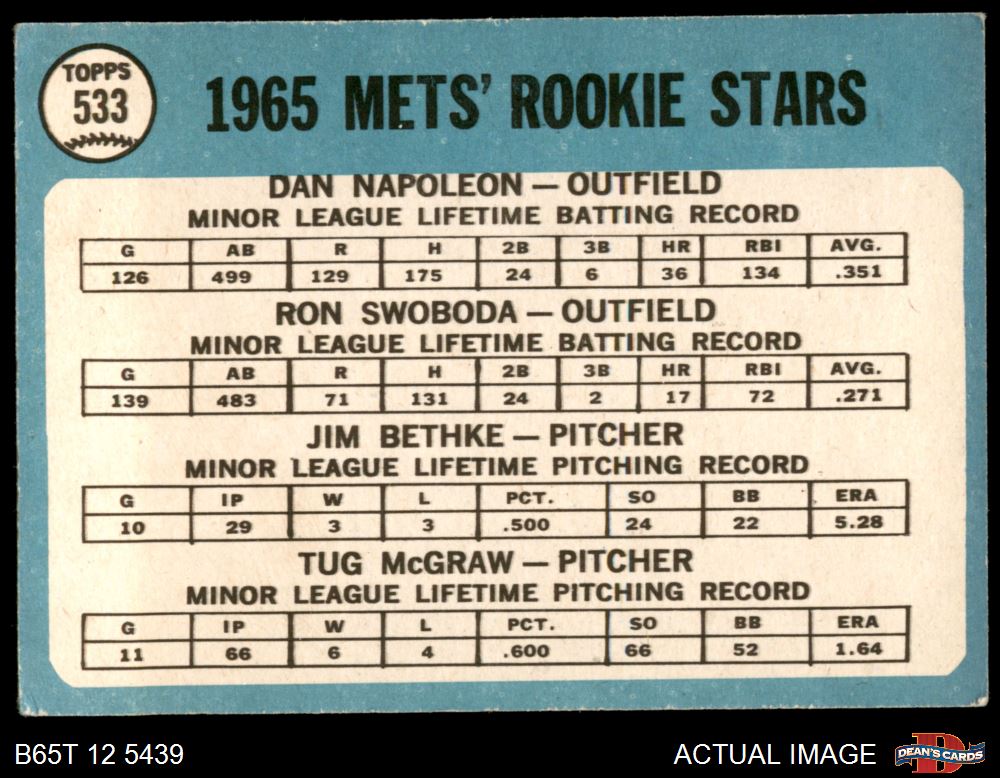 TOPPS
533
1965 METS' ROOKIE STARS
DAN NAPOLEON — OUTFIELD
MINOR LEAGUE LIFETIME BATTING RECORD
G AB R H 2B 3B HR RBI AVG.
126 499 129 175 24 6 36 134 .351
RON SWOBODA — OUTFIELD
MINOR LEAGUE LIFETIME BATTING RECORD
G AB R H 2B 3B HR RBI AVG.
139 483 71 131 24 2 17 72 .271
JIM BETHKE — PITCHER
MINOR LEAGUE LIFETIME PITCHING RECORD
G IP W L PCT. SO BB ERA
10 29 3 3 .500 24 22 5.28
TUG McGRAW — PITCHER
MINOR LEAGUE LIFETIME PITCHING RECORD
G IP W L PCT. SO BB ERA
11 66 6 4 .600 66 52 1.64
B65T 12 5439
ACTUAL IMAGE
D
DEAN'S CARDS